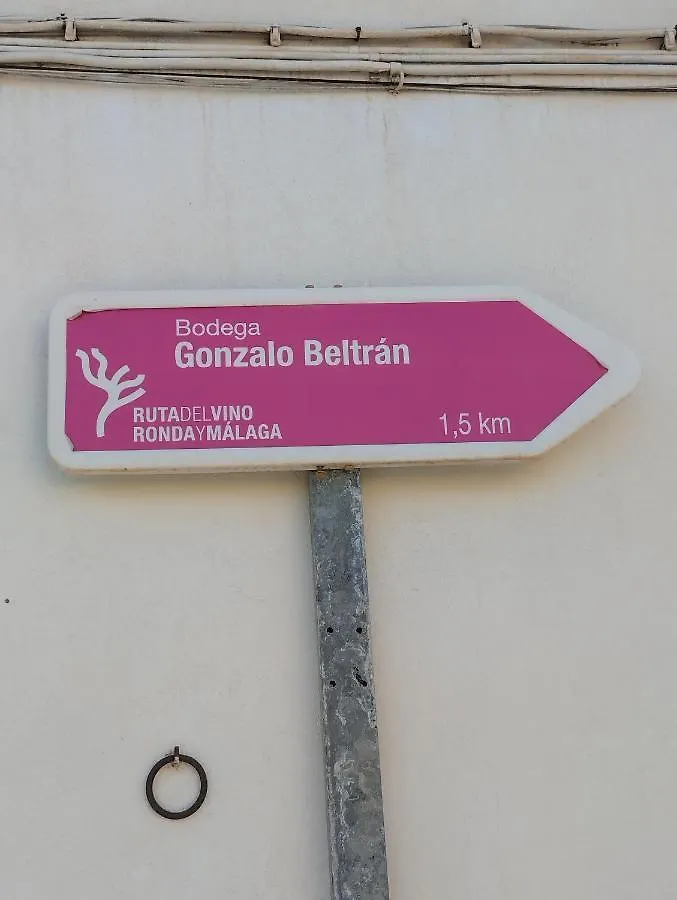 Bodega
Gonzalo Beltrán
RUTADELVINO
RONDAYMÁLAGA
1,5 km